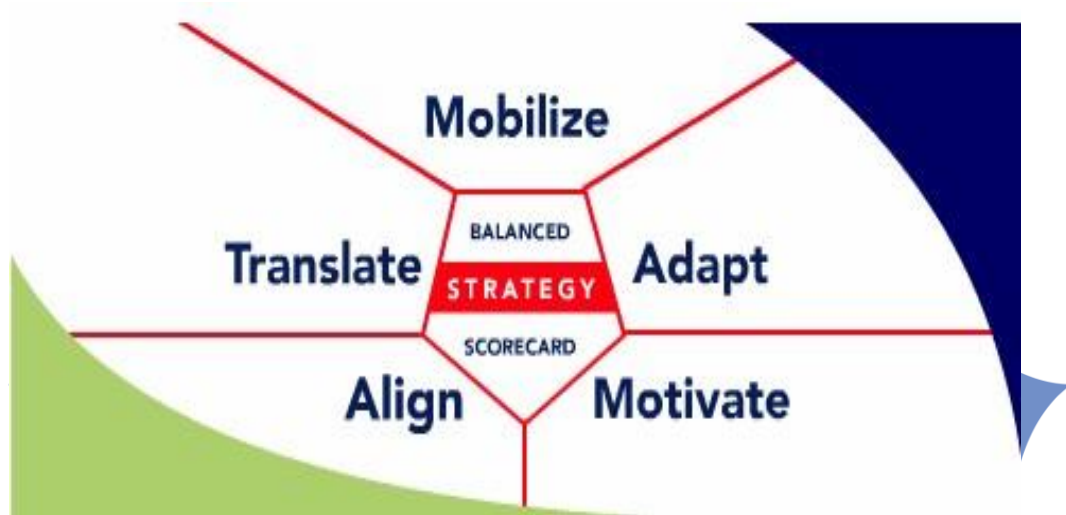 Mobilize
BALANCED
Translate
STRATEGY
Adapt
SCORECARD
Align
Motivate